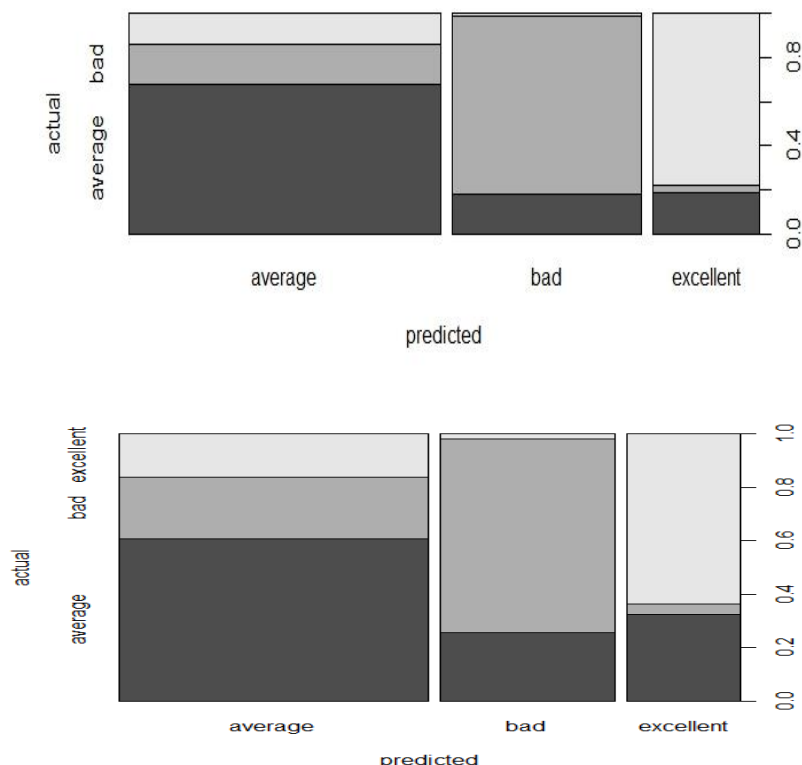 actual
average
bad
0.0
0.4
0.8
average bad excellent
predicted
actual
average
bad
excellent
0.0
0.2
0.4
0.6
0.8
1.0
average bad excellent
predicted